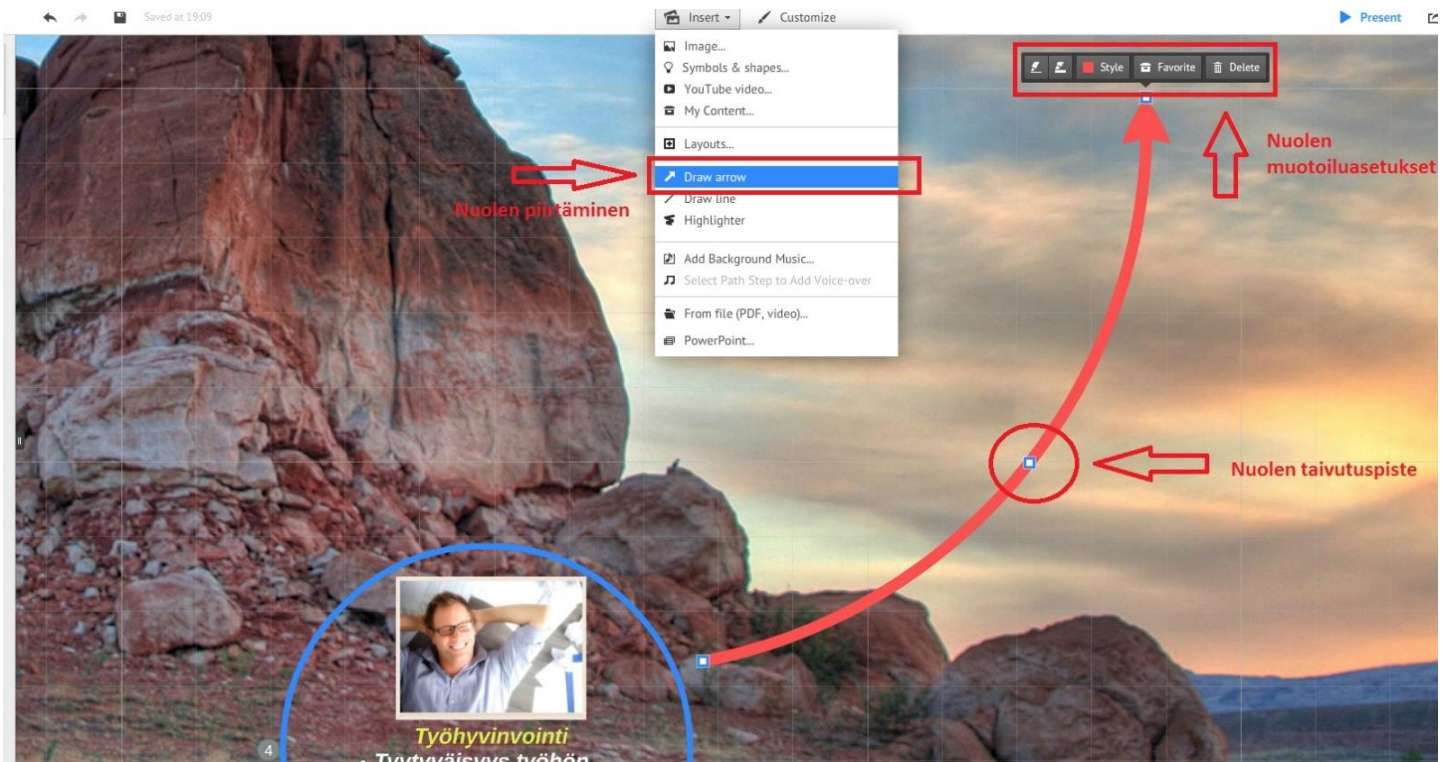 Saved at 19:09
Insert
Customize
Present
Image...
Symbols & shapes...
YouTube video...
My Content...
Layouts...
Draw arrow
Draw line
Highlighter
Add Background Music...
Select Path Step to Add Voice-over
From file (PDF, video)...
PowerPoint...
Style
Favorite
Delete
Nuolen
muotoiluasetukset
Nuolen piirtäminen
Nuolen taivutuspiste
4
Työhyvinvointi
• Tyytyväisyys työhön